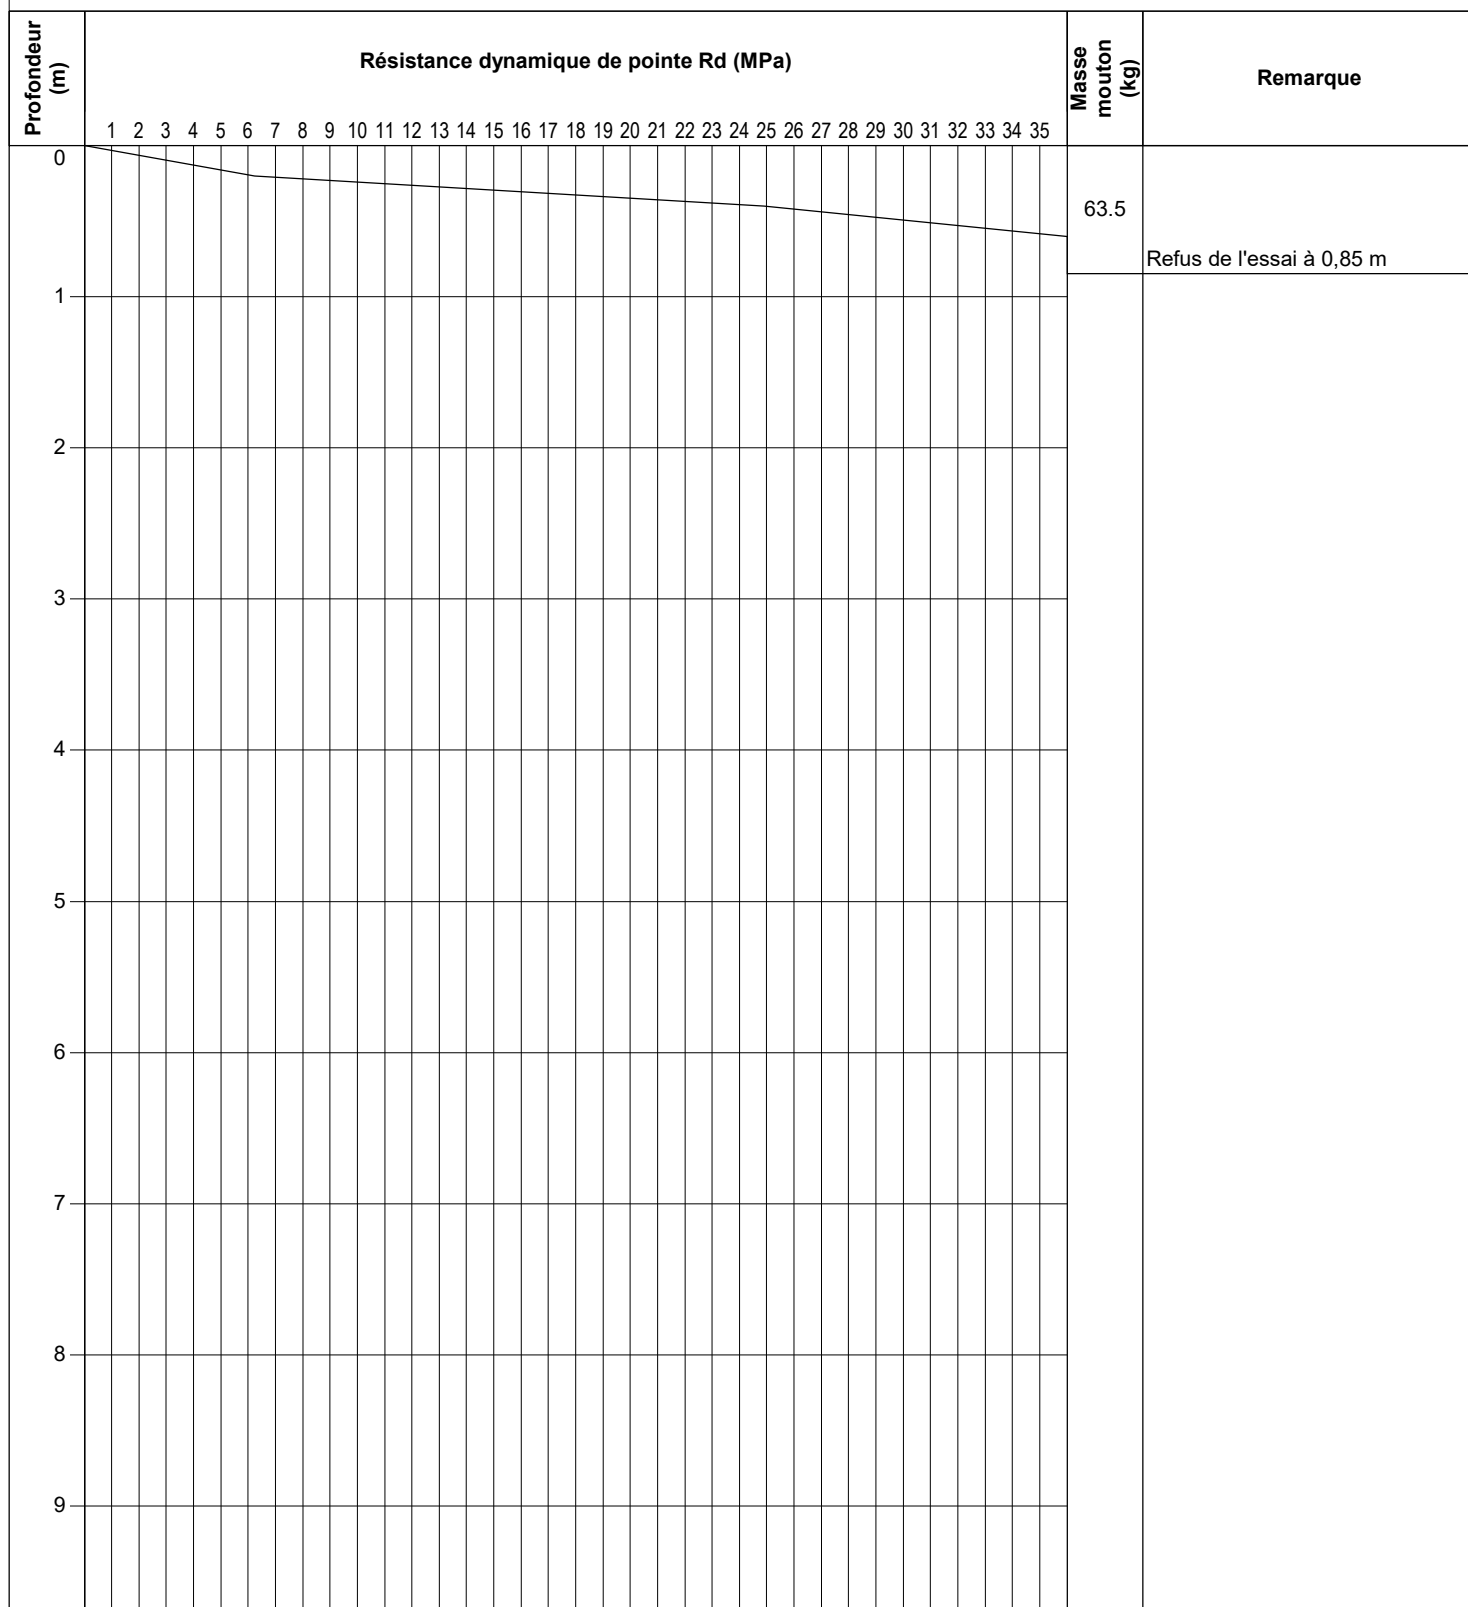 Profondeur
(m)
Résistance dynamique de pointe Rd (MPa)
Masse
mouton
(kg)
Remarque
1 2 3 4 5 6 7 8 9 10 11 12 13 14 15 16 17 18 19 20 21 22 23 24 25 26 27 28 29 30 31 32 33 34 35
0
63.5
Refus de l'essai à 0,85 m
1
2
3
4
5
6
7
8
9